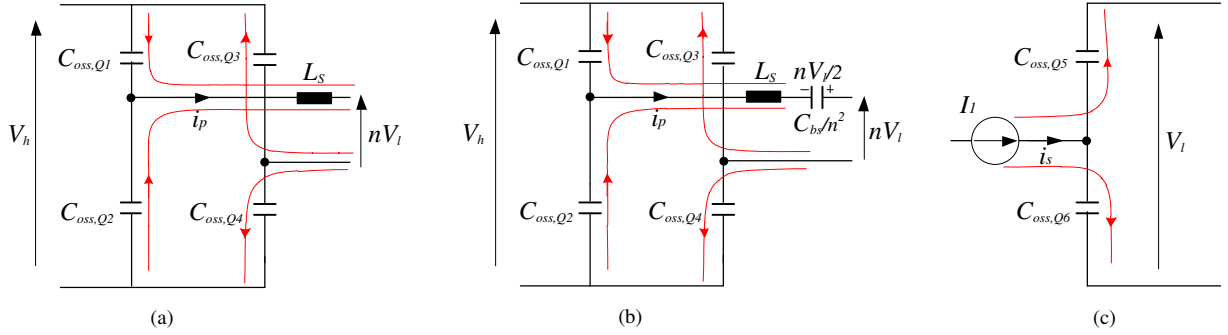 C_oss,Q1
C_oss,Q3
L_S
i_p
V_h
nV_l
C_oss,Q2
C_oss,Q4
(a)
C_oss,Q1
C_oss,Q3
L_S
nV_l/2
− +
i_p
C_bs/n^2
V_h
nV_l
C_oss,Q2
C_oss,Q4
(b)
C_oss,Q5
I_1
i_s
V_l
C_oss,Q6
(c)